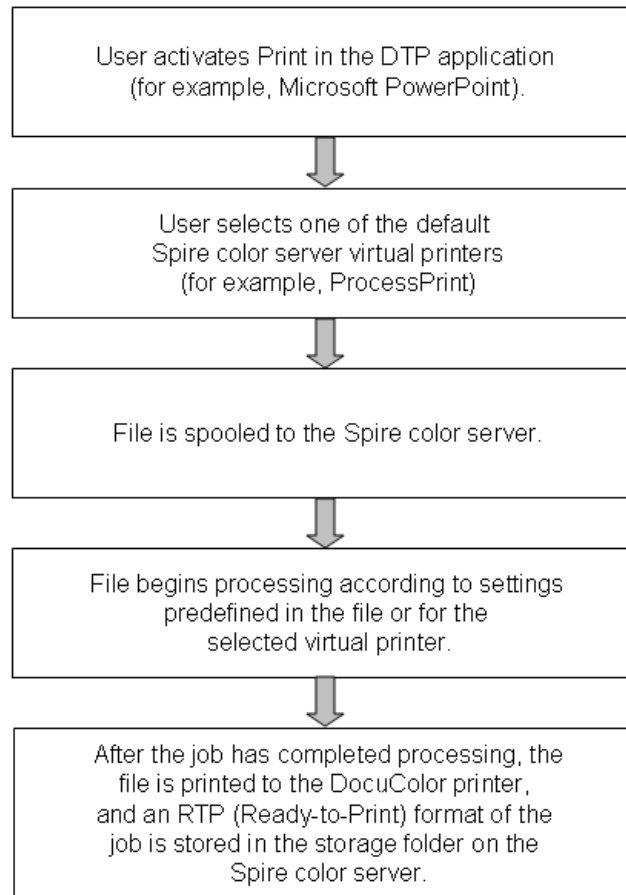 User activates Print in the DTP application
(for example, Microsoft PowerPoint).
User selects one of the default
Spire color server virtual printers
(for example, ProcessPrint)
File is spooled to the Spire color server.
File begins processing according to settings
predefined in the file or for the
selected virtual printer.
After the job has completed processing, the
file is printed to the DocuColor printer,
and an RTP (Ready-to-Print) format of the
job is stored in the storage folder on the
Spire color server.